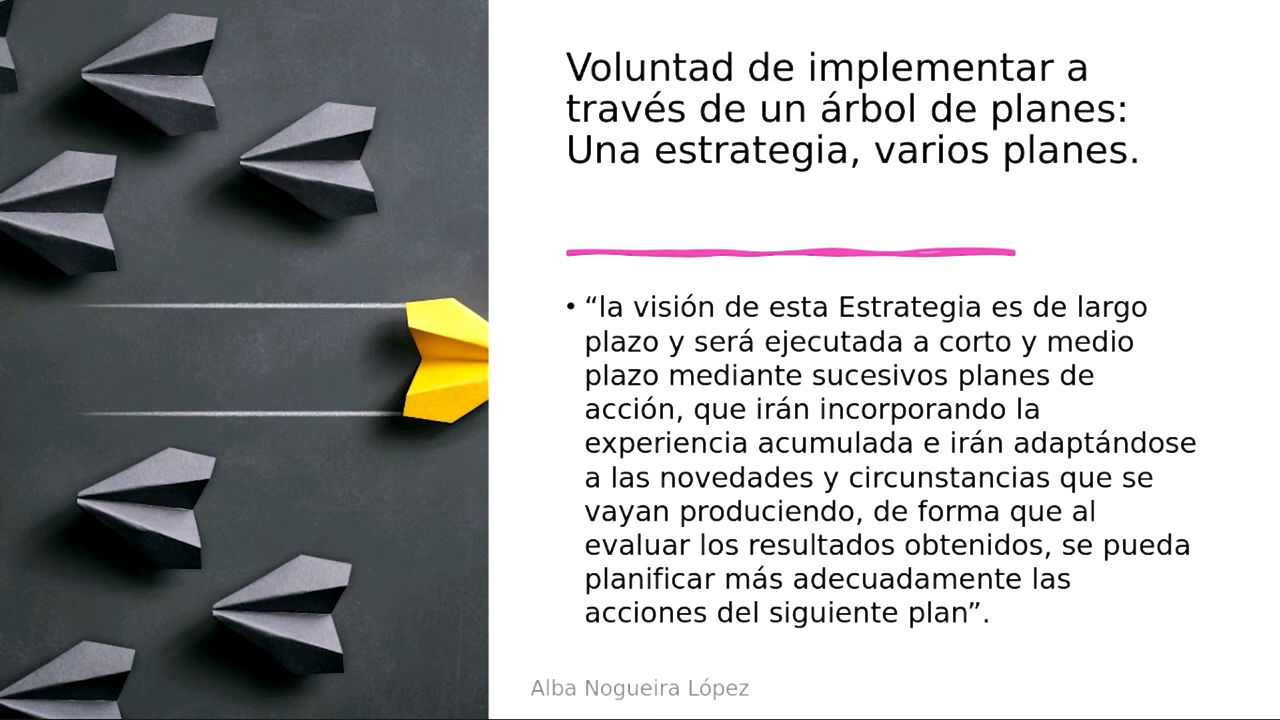 Voluntad de implementar a
través de un árbol de planes:
Una estrategia, varios planes.
• “la visión de esta Estrategia es de largo
plazo y será ejecutada a corto y medio
plazo mediante sucesivos planes de
acción, que irán incorporando la
experiencia acumulada e irán adaptándose
a las novedades y circunstancias que se
vayan produciendo, de forma que al
evaluar los resultados obtenidos, se pueda
planificar más adecuadamente las
acciones del siguiente plan”.
Alba Nogueira López